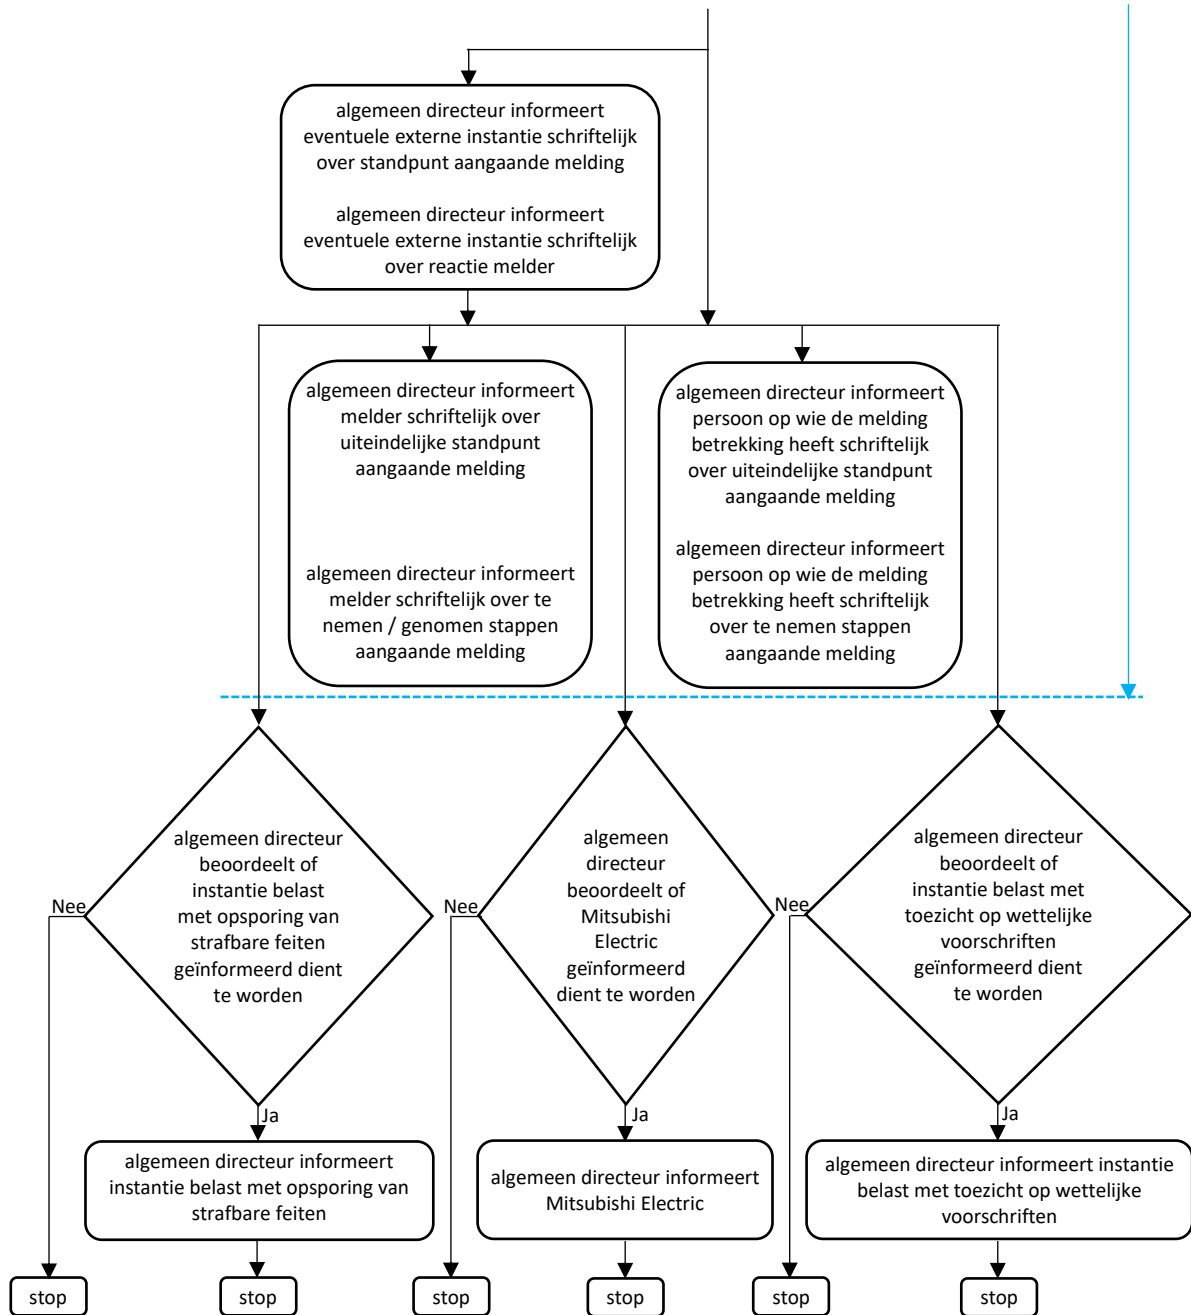 algemeen directeur informeert
eventuele externe instantie schriftelijk
over standpunt aangaande melding
algemeen directeur informeert
eventuele externe instantie schriftelijk
over reactie melder
algemeen directeur informeert
melder schriftelijk over
uiteindelijke standpunt
aangaande melding
algemeen directeur informeert
melder schriftelijk over te
nemen / genomen stappen
aangaande melding
algemeen directeur informeert
persoon op wie de melding
betrekking heeft schriftelijk
over uiteindelijke standpunt
aangaande melding
algemeen directeur informeert
persoon op wie de melding
betrekking heeft schriftelijk
over te nemen stappen
aangaande melding
algemeen directeur
beoordeelt of
instantie belast
met opsporing van
strafbare feiten
geïnformeerd dient
te worden
Nee
Ja
algemeen
directeur
beoordeelt of
Mitsubishi
Electric
geïnformeerd
dient te worden
Nee
Ja
algemeen directeur
beoordeelt of
instantie belast met
toezicht op wettelijke
voorschriften
geïnformeerd dient
te worden
Nee
Ja
algemeen directeur informeert
instantie belast met opsporing van
strafbare feiten
algemeen directeur informeert
Mitsubishi Electric
algemeen directeur informeert instantie
belast met toezicht op wettelijke
voorschriften
stop
stop
stop
stop
stop
stop